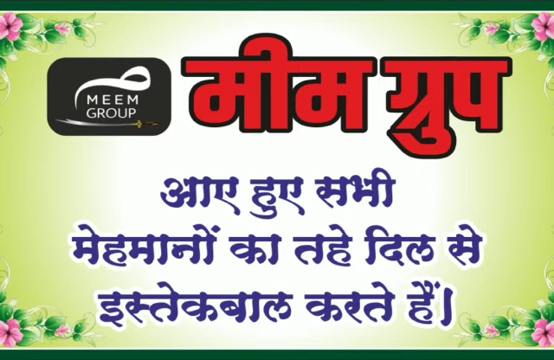 MEEM
GROUP
मीम ग्रुप
आए हुए सभी
मेहमानों का तहे दिल से
इस्तेकबाल करते हैं।